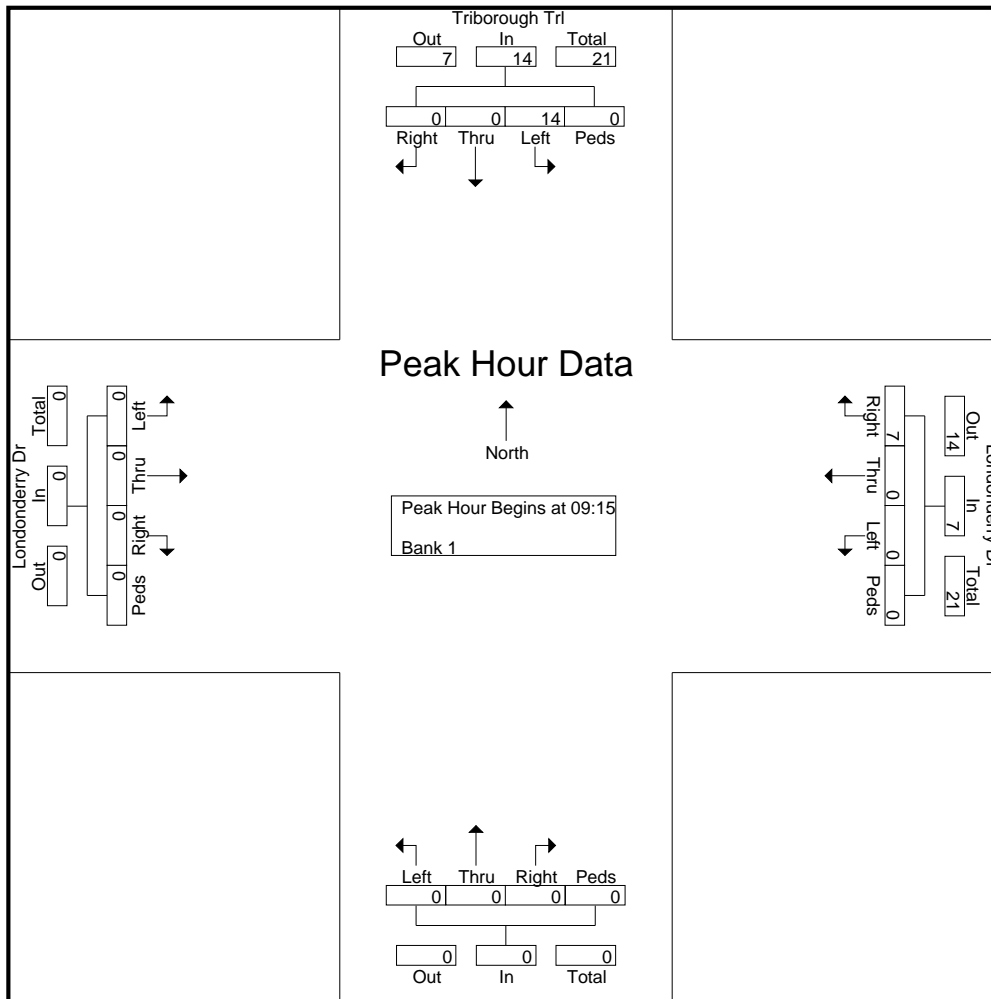 Triborough Trl
Out In Total
7 14 21
0 0 14 0
Right Thru Left Peds
Peak Hour Data
North
Peak Hour Begins at 09:15
Bank 1
Londonderry Dr
Total In Out
0 0 0
0 0 0 0
Left Thru Right Peds
Right Thru Left Peds
7 0 0 0
14 7 21
Out In Total
Londonderry Dr
Left Thru Right Peds
0 0 0 0
0 0 0
Out In Total